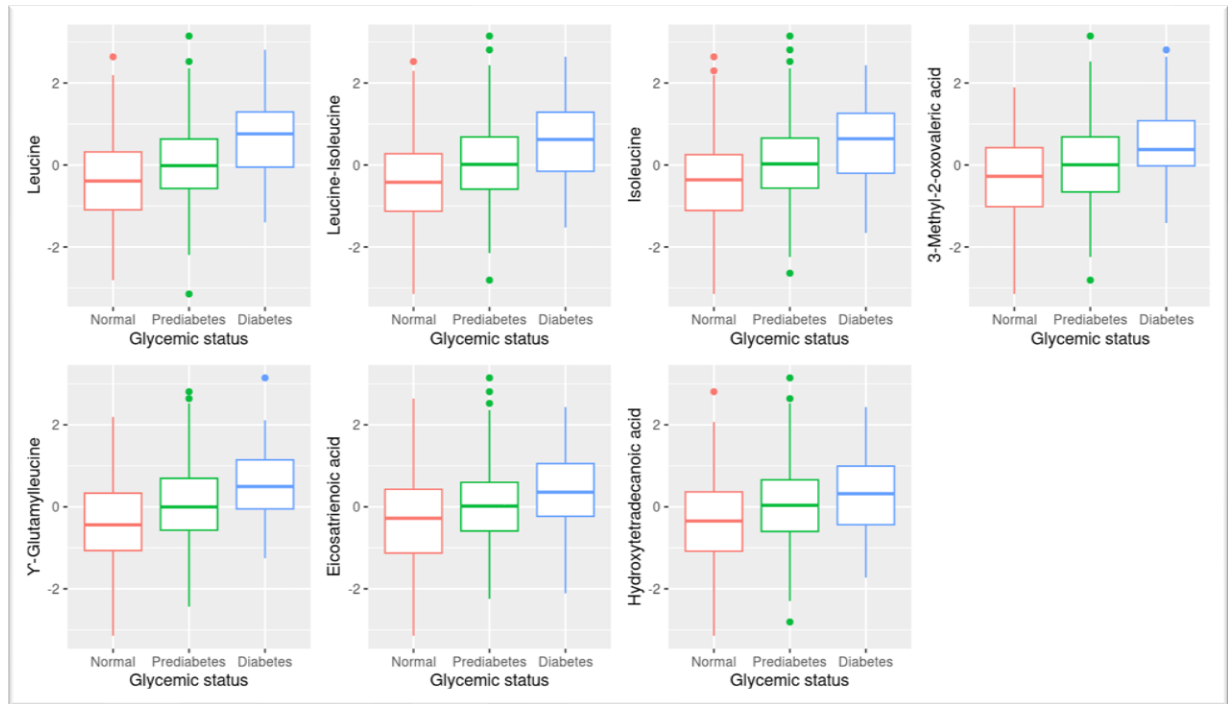 Leucine
2
0
-2
Normal Prediabetes Diabetes
Glycemic status
Leucine-Isoleucine
2
0
-2
Normal Prediabetes Diabetes
Glycemic status
Isoleucine
2
0
-2
Normal Prediabetes Diabetes
Glycemic status
3-Methyl-2-oxovaleric acid
2
0
-2
Normal Prediabetes Diabetes
Glycemic status
Ƴ-Glutamylleucine
2
0
-2
Normal Prediabetes Diabetes
Glycemic status
Eicosatrienoic acid
2
0
-2
Normal Prediabetes Diabetes
Glycemic status
Hydroxytetradecanoic acid
2
0
-2
Normal Prediabetes Diabetes
Glycemic status